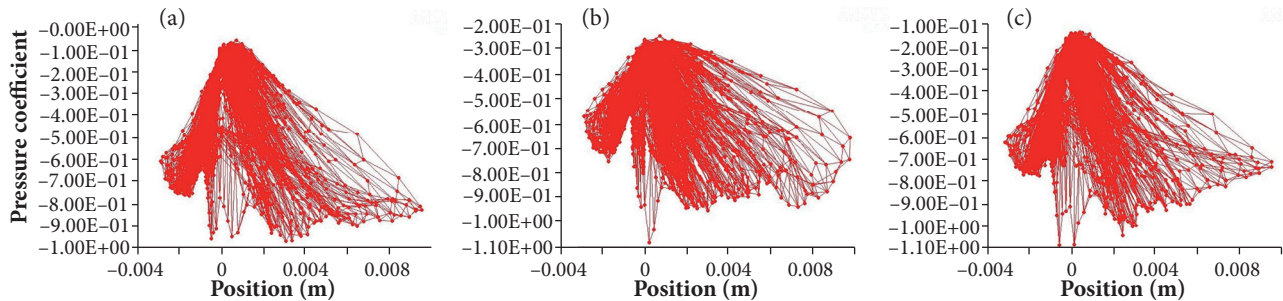 (a)
(b)
(c)
Pressure coefficient
−0.00E+00
−1.00E−01
−2.00E−01
−3.00E−01
−4.00E−01
−5.00E−01
−6.00E−01
−7.00E−01
−8.00E−01
−9.00E−01
−1.00E+00
−0.004
0
0.004
0.008
Position (m)
−2.00E−01
−3.00E−01
−4.00E−01
−5.00E−01
−6.00E−01
−7.00E−01
−8.00E−01
−9.00E−01
−1.00E+00
−1.10E+00
−0.004
0
0.004
0.008
Position (m)
−1.00E−01
−2.00E−01
−3.00E−01
−4.00E−01
−5.00E−01
−6.00E−01
−7.00E−01
−8.00E−01
−9.00E−01
−1.00E+00
−1.10E+00
−0.004
0
0.004
0.008
Position (m)